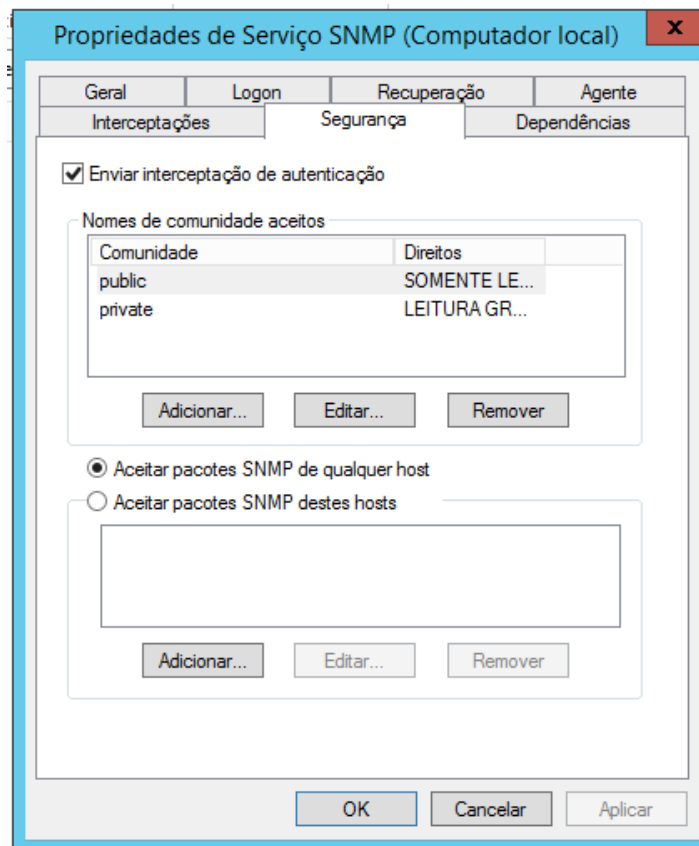 Propriedades de Serviço SNMP (Computador local)
x
Geral Logon Recuperação Agente
Interceptações Segurança Dependências
Enviar interceptação de autenticação
Nomes de comunidade aceitos
Comunidade Direitos
public SOMENTE LE...
private LEITURA GR...
Adicionar... Editar... Remover
Aceitar pacotes SNMP de qualquer host
Aceitar pacotes SNMP destes hosts
Adicionar... Editar... Remover
OK Cancelar Aplicar